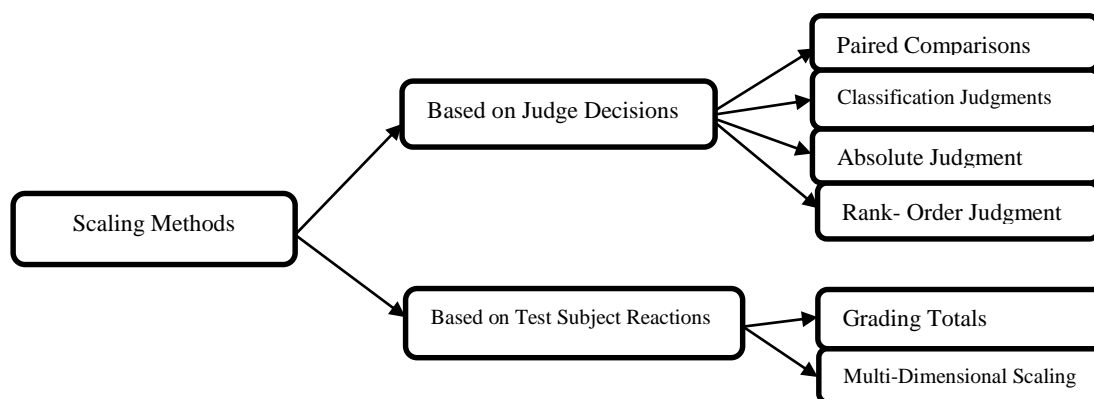 Scaling Methods
Based on Judge Decisions
Paired Comparisons
Classification Judgments
Absolute Judgment
Rank- Order Judgment
Based on Test Subject Reactions
Grading Totals
Multi-Dimensional Scaling